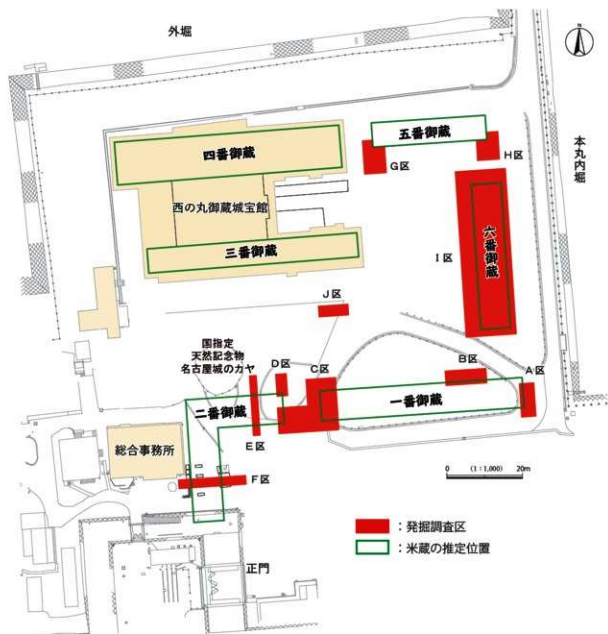 外堀
本丸内堀
五番御蔵
四番御蔵
G区
H区
西の丸御蔵城宝館
六番御蔵
I区
三番御蔵
J区
国指定
天然記念物
名古屋城のカヤ
D区
C区
B区
A区
一番御蔵
二番御蔵
E区
総合事務所
F区
0 (1:1,000) 20m
:発掘調査区
:米蔵の推定位置
正門